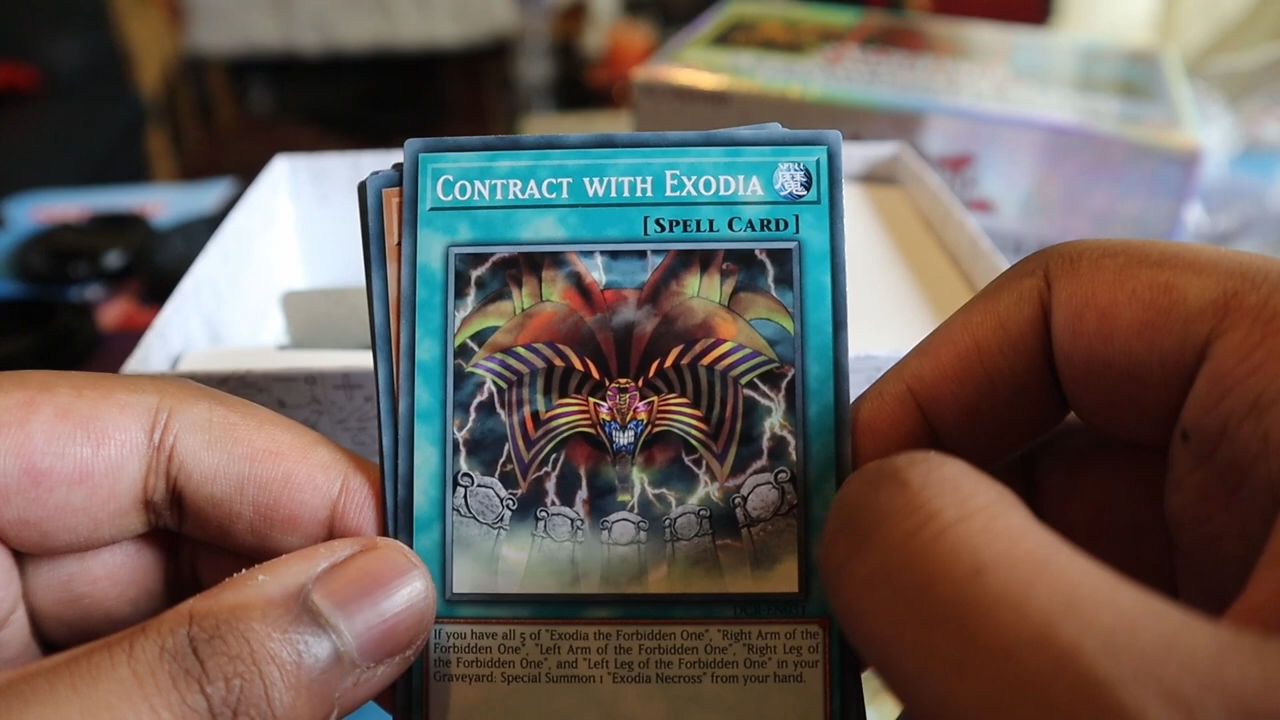 CONTRACT WITH EXODIA
SPELL
魔
[SPELL CARD]
DCR-EN031
If you have all 5 of "Exodia the Forbidden One", "Right Arm of the
Forbidden One", "Left Arm of the Forbidden One", "Right Leg of
the Forbidden One", and "Left Leg of the Forbidden One" in your
Graveyard: Special Summon 1 "Exodia Necross" from your hand.